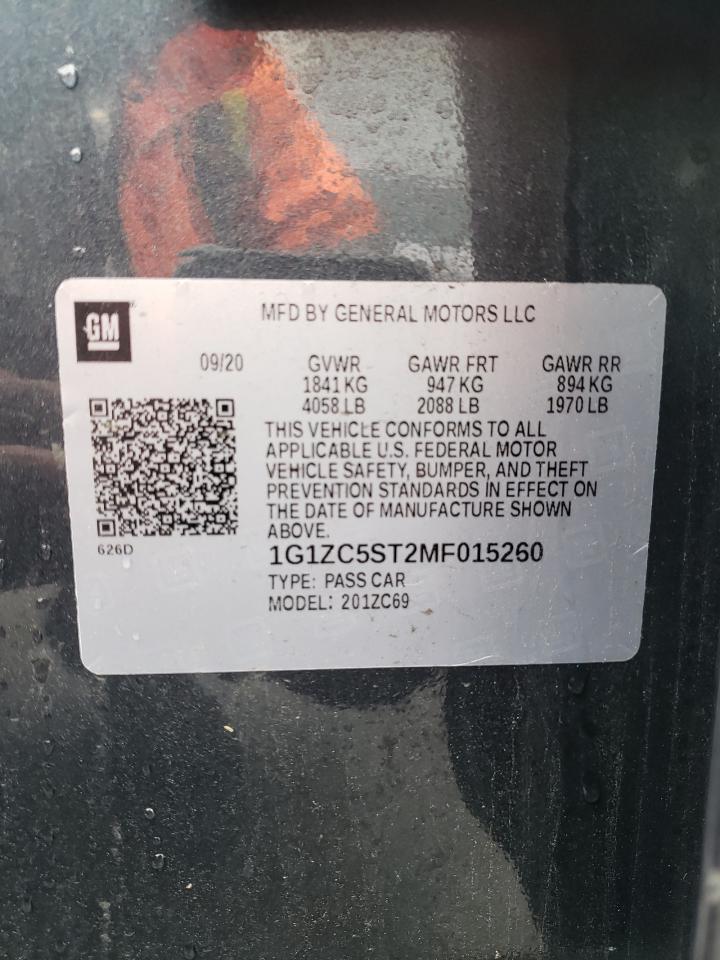 GM
MFD BY GENERAL MOTORS LLC
09/20 GVWR GAWR FRT GAWR RR
1841 KG 947 KG 894 KG
4058 LB 2088 LB 1970 LB
THIS VEHICLE CONFORMS TO ALL
APPLICABLE U.S. FEDERAL MOTOR
VEHICLE SAFETY, BUMPER, AND THEFT
PREVENTION STANDARDS IN EFFECT ON
THE DATE OF MANUFACTURE SHOWN
ABOVE.
626D
1G1ZC5ST2MF015260
TYPE: PASS CAR
MODEL: 201ZC69